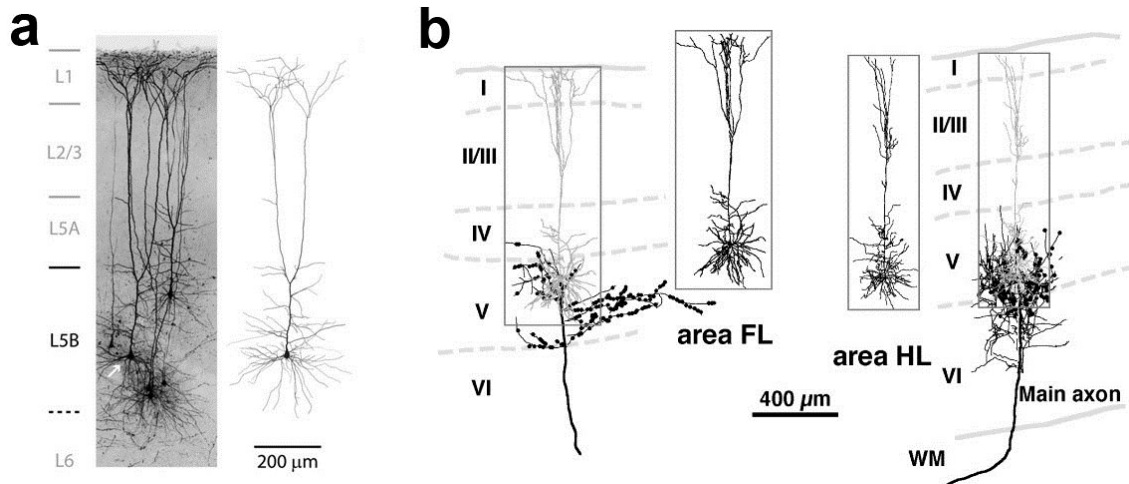 a
L1
L2/3
L5A
L5B
L6
200 μm
b
I
II/III
IV
V
VI
area FL
400 µm
area HL
I
II/III
IV
V
VI
Main axon
WM